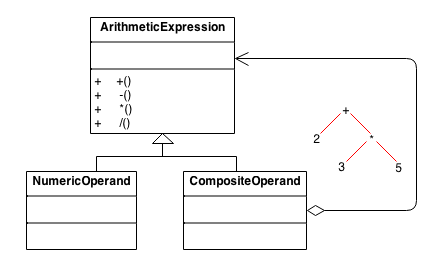 ArithmeticExpression
+ +()
+ -()
+ *()
+ /()
NumericOperand
CompositeOperand
+
2 *
3 5